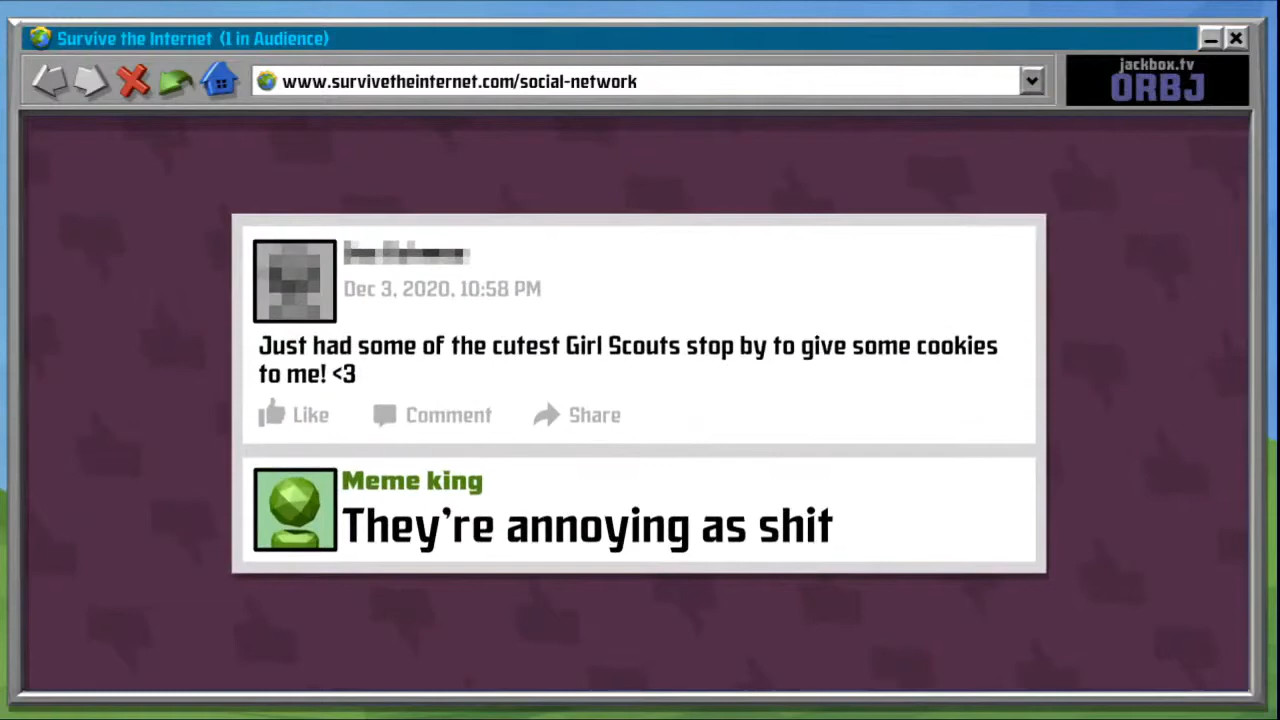 Survive the Internet (1 in Audience)
www.survivetheinternet.com/social-network
jackbox.tv
ORBJ
Dec 3, 2020, 10:58 PM
Just had some of the cutest Girl Scouts stop by to give some cookies
to me! <3
Like Comment Share
Meme king
They're annoying as shit